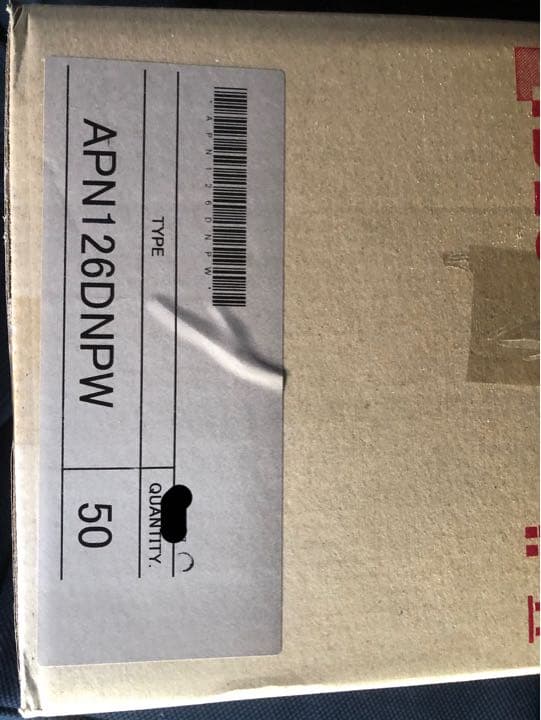 *APN126DNPW*
TYPE
QUANTITY.
APN126DNPW
50